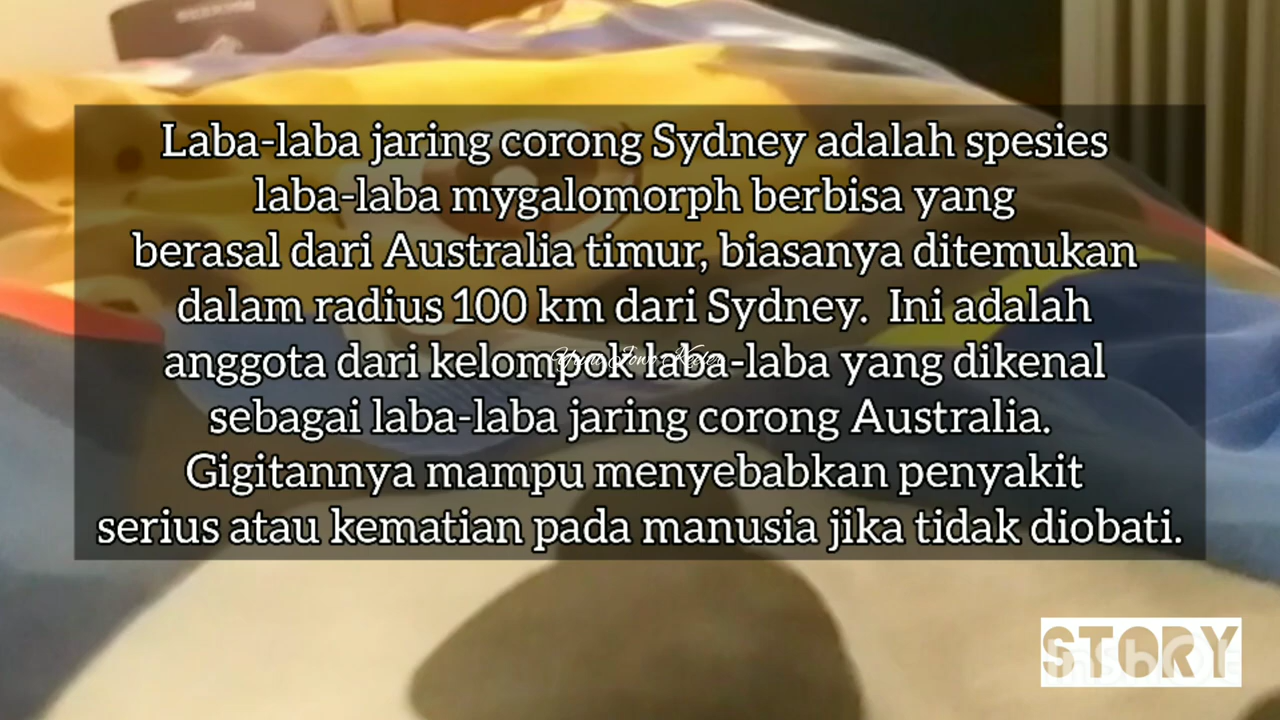 Laba-laba jaring corong Sydney adalah spesies
laba-laba mygalomorph berbisa yang
berasal dari Australia timur, biasanya ditemukan
dalam radius 100 km dari Sydney. Ini adalah
anggota dari kelompok laba-laba yang dikenal
sebagai laba-laba jaring corong Australia.
Gigitannya mampu menyebabkan penyakit
serius atau kematian pada manusia jika tidak diobati.
STORY